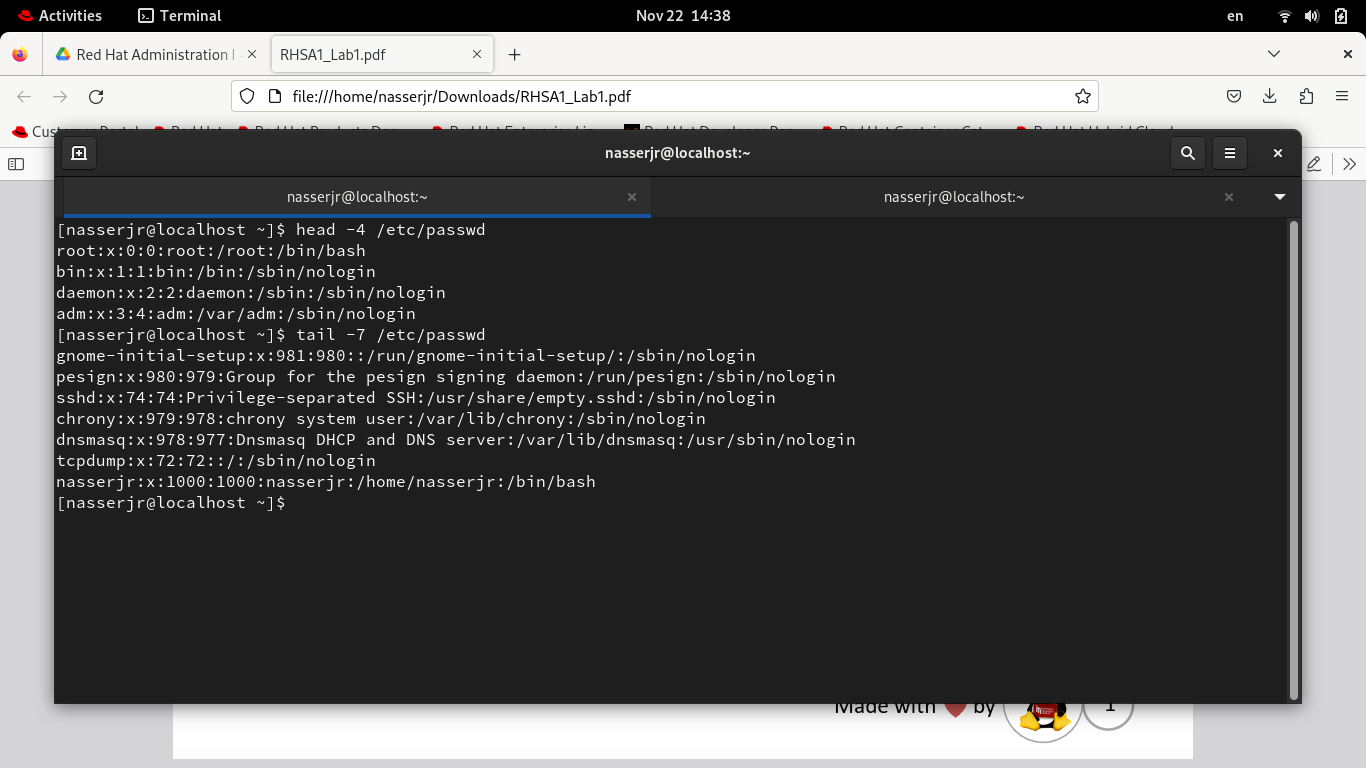 Activities
Terminal
Nov 22 14:38
en
Red Hat Administration I
RHSA1_Lab1.pdf
file:///home/nasserjr/Downloads/RHSA1_Lab1.pdf
nasserjr@localhost:~
nasserjr@localhost:~
nasserjr@localhost:~
[nasserjr@localhost ~]$ head -4 /etc/passwd
root:x:0:0:root:/root:/bin/bash
bin:x:1:1:bin:/bin:/sbin/nologin
daemon:x:2:2:daemon:/sbin:/sbin/nologin
adm:x:3:4:adm:/var/adm:/sbin/nologin
[nasserjr@localhost ~]$ tail -7 /etc/passwd
gnome-initial-setup:x:981:980::/run/gnome-initial-setup/:/sbin/nologin
pesign:x:980:979:Group for the pesign signing daemon:/run/pesign:/sbin/nologin
sshd:x:74:74:Privilege-separated SSH:/usr/share/empty.sshd:/sbin/nologin
chrony:x:979:978:chrony system user:/var/lib/chrony:/sbin/nologin
dnsmasq:x:978:977:Dnsmasq DHCP and DNS server:/var/lib/dnsmasq:/usr/sbin/nologin
tcpdump:x:72:72::/:/sbin/nologin
nasserjr:x:1000:1000:nasserjr:/home/nasserjr:/bin/bash
[nasserjr@localhost ~]$
Made with by
1